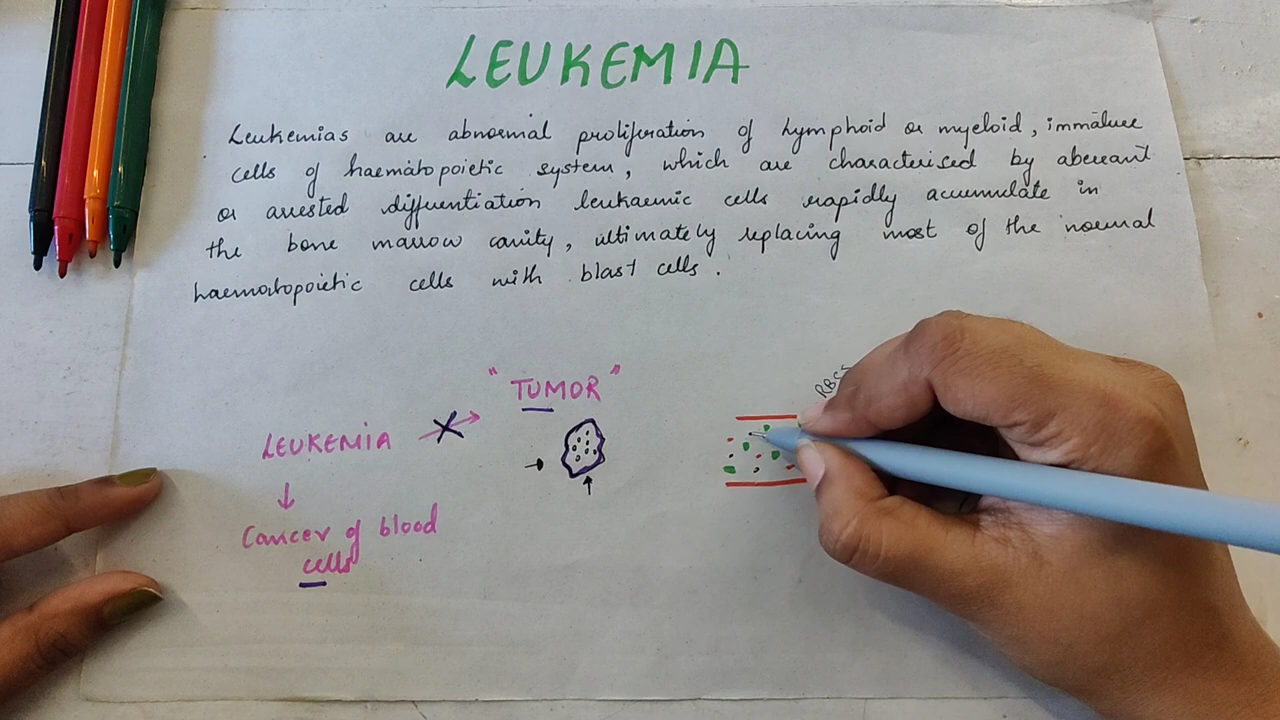 LEUKEMIA
Leukemias are abnormal proliferation of lymphoid or myeloid, immature
cells of haematopoietic system, which are characterised by aberrant
or arrested differentiation leukaemic cells rapidly accumulate in
the bone marrow cavity, ultimately replacing most of the normal
haematopoietic cells with blast cells.
"TUMOR"
LEUKEMIA
Cancer of blood
cells
RBCs